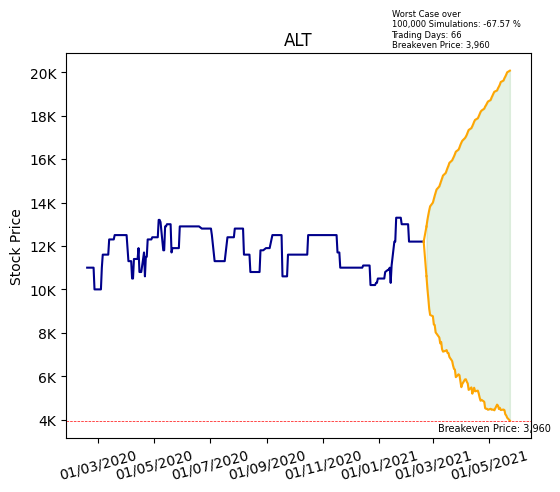 Worst Case over
100,000 Simulations: -67.57 %
Trading Days: 66
Breakeven Price: 3,960
ALT
Stock Price
20K
18K
16K
14K
12K
10K
8K
6K
4K
Breakeven Price: 3,960
01/03/2020
01/05/2020
01/07/2020
01/09/2020
01/11/2020
01/01/2021
01/03/2021
01/05/2021